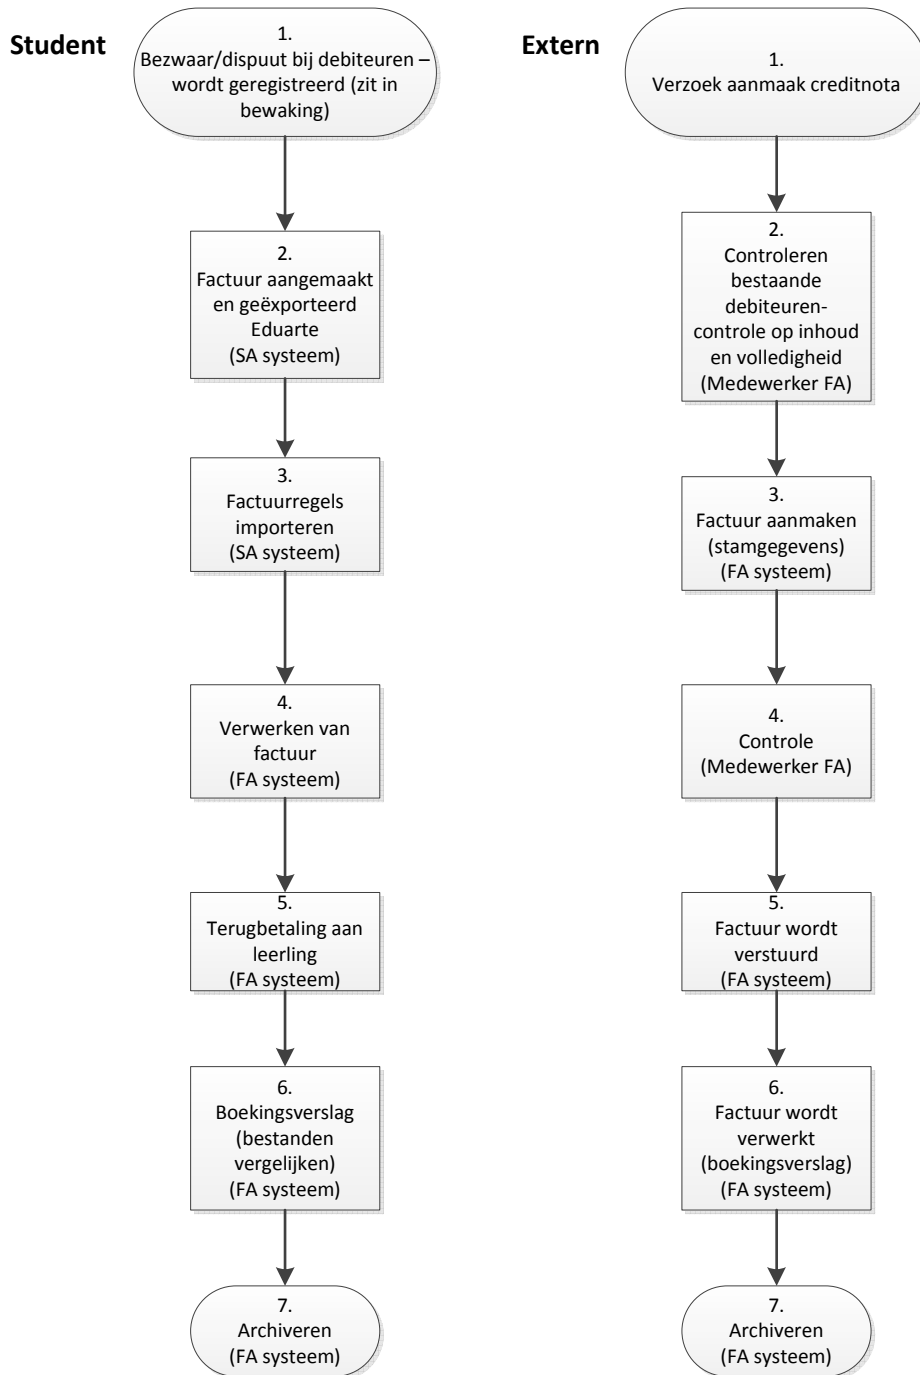 Student
1.
Bezwaar/dispuut bij debiteuren –
wordt geregistreerd (zit in
bewaking)
2.
Factuur aangemaakt
en geëxporteerd
Eduarte
(SA systeem)
3.
Factuurregels
importeren
(SA systeem)
4.
Verwerken van
factuur
(FA systeem)
5.
Terugbetaling aan
leerling
(FA systeem)
6.
Boekingsverslag
(bestanden
vergelijken)
(FA systeem)
7.
Archiveren
(FA systeem)
Extern
1.
Verzoek aanmaak creditnota
2.
Controleren
bestaande
debiteuren-
controle op inhoud
en volledigheid
(Medewerker FA)
3.
Factuur aanmaken
(stamgegevens)
(FA systeem)
4.
Controle
(Medewerker FA)
5.
Factuur wordt
verstuurd
(FA systeem)
6.
Factuur wordt
verwerkt
(boekingsverslag)
(FA systeem)
7.
Archiveren
(FA systeem)